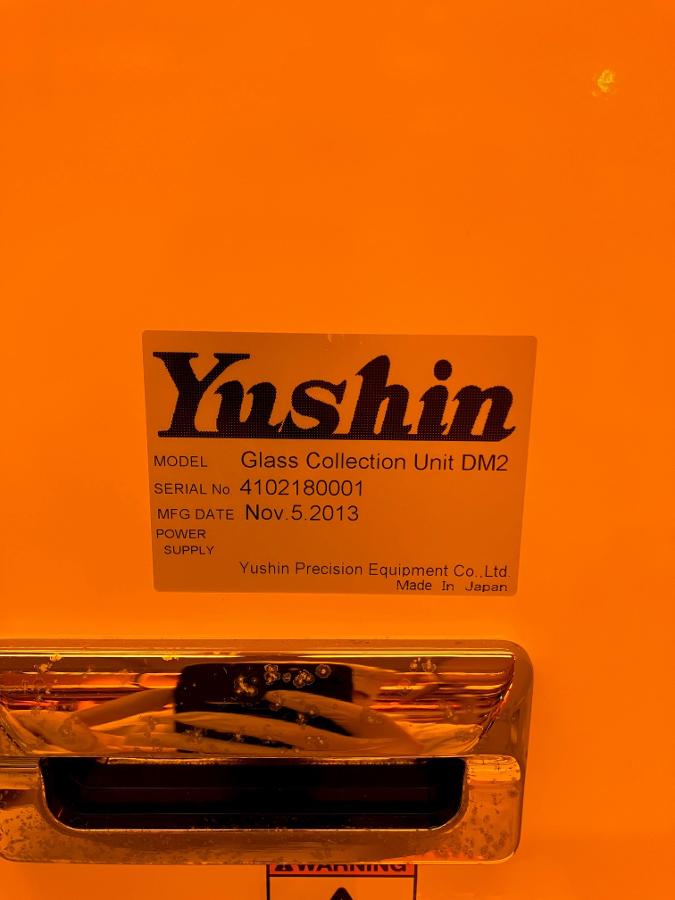 Yushin
MODEL Glass Collection Unit DM2
SERIAL No 4102180001
MFG DATE Nov.5.2013
POWER
SUPPLY
Yushin Precision Equipment Co.,Ltd.
Made In Japan
WARNING